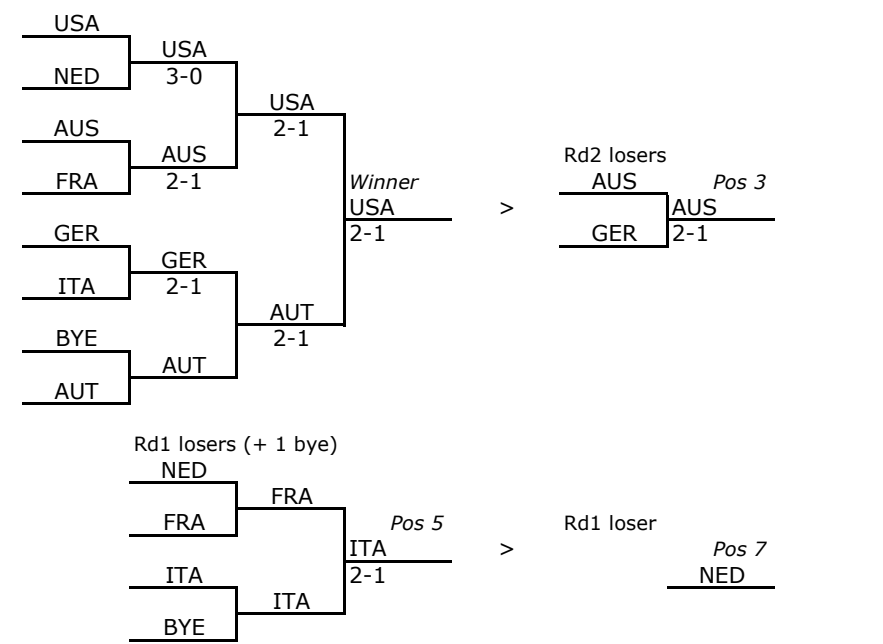 USA
USA
NED
3-0
USA
AUS
2-1
AUS
Rd2 losers
FRA
2-1
Winner
AUS
Pos 3
USA
>
AUS
GER
2-1
GER
2-1
GER
ITA
2-1
AUT
BYE
2-1
AUT
AUT
Rd1 losers (+ 1 bye)
NED
FRA
FRA
Pos 5
Rd1 loser
ITA
>
Pos 7
ITA
2-1
NED
ITA
BYE